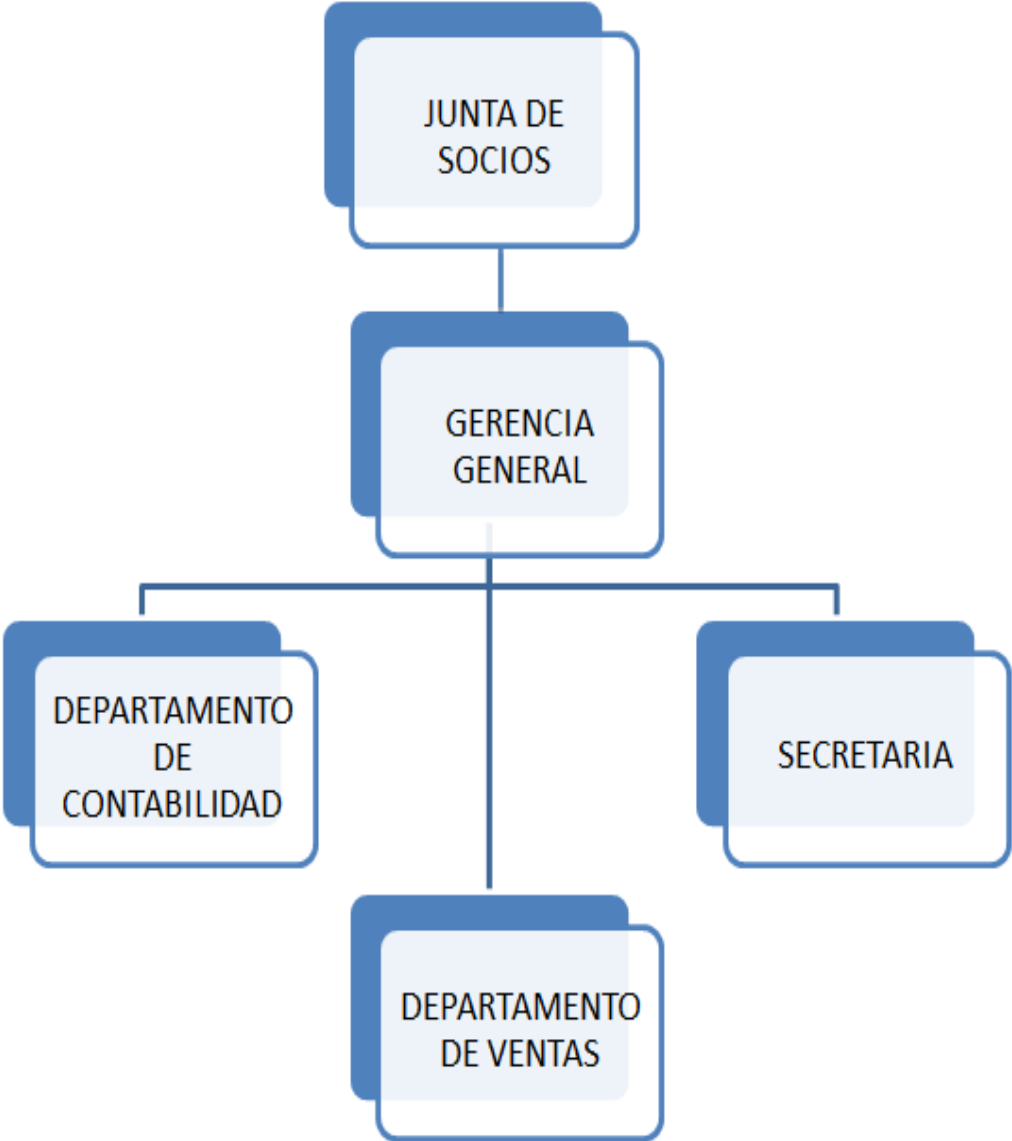 JUNTA DE
SOCIOS
GERENCIA
GENERAL
DEPARTAMENTO
DE
CONTABILIDAD
SECRETARIA
DEPARTAMENTO
DE VENTAS